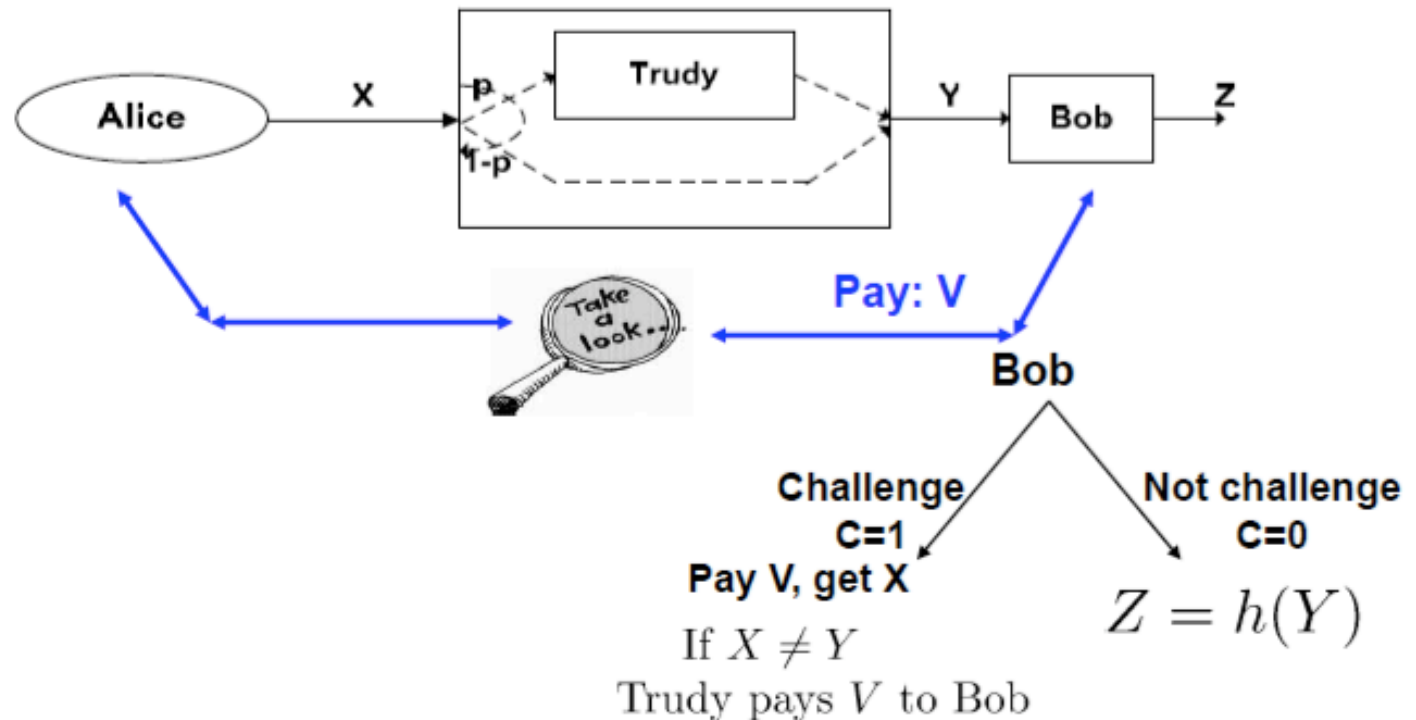 Alice
X
p
1-p
Trudy
Y
Bob
Z
Take
a
look..
Pay: V
Bob
Challenge
C=1
Pay V, get X
If X ≠ Y
Trudy pays V to Bob
Not challenge
C=0
Z = h(Y)